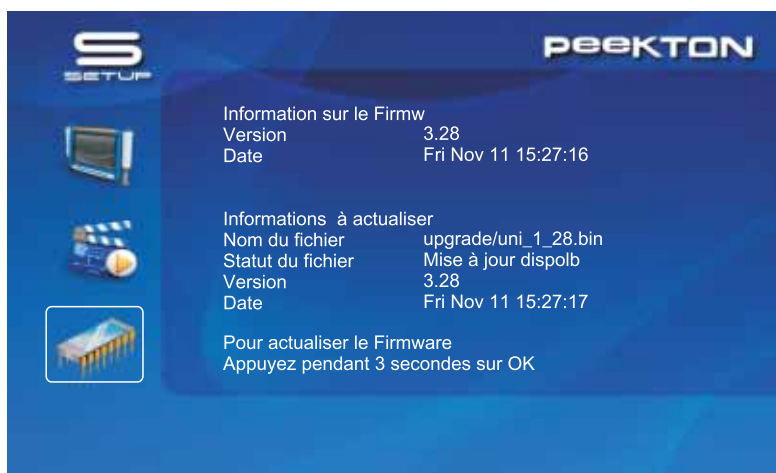 S
SETUP
PEEKTON
Information sur le Firmw
Version 3.28
Date Fri Nov 11 15:27:16
Informations à actualiser
Nom du fichier upgrade/uni_1_28.bin
Statut du fichier Mise à jour dispolb
Version 3.28
Date Fri Nov 11 15:27:17
Pour actualiser le Firmware
Appuyez pendant 3 secondes sur OK